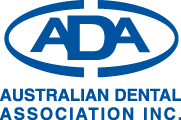 ADA
AUSTRALIAN DENTAL
ASSOCIATION INC.